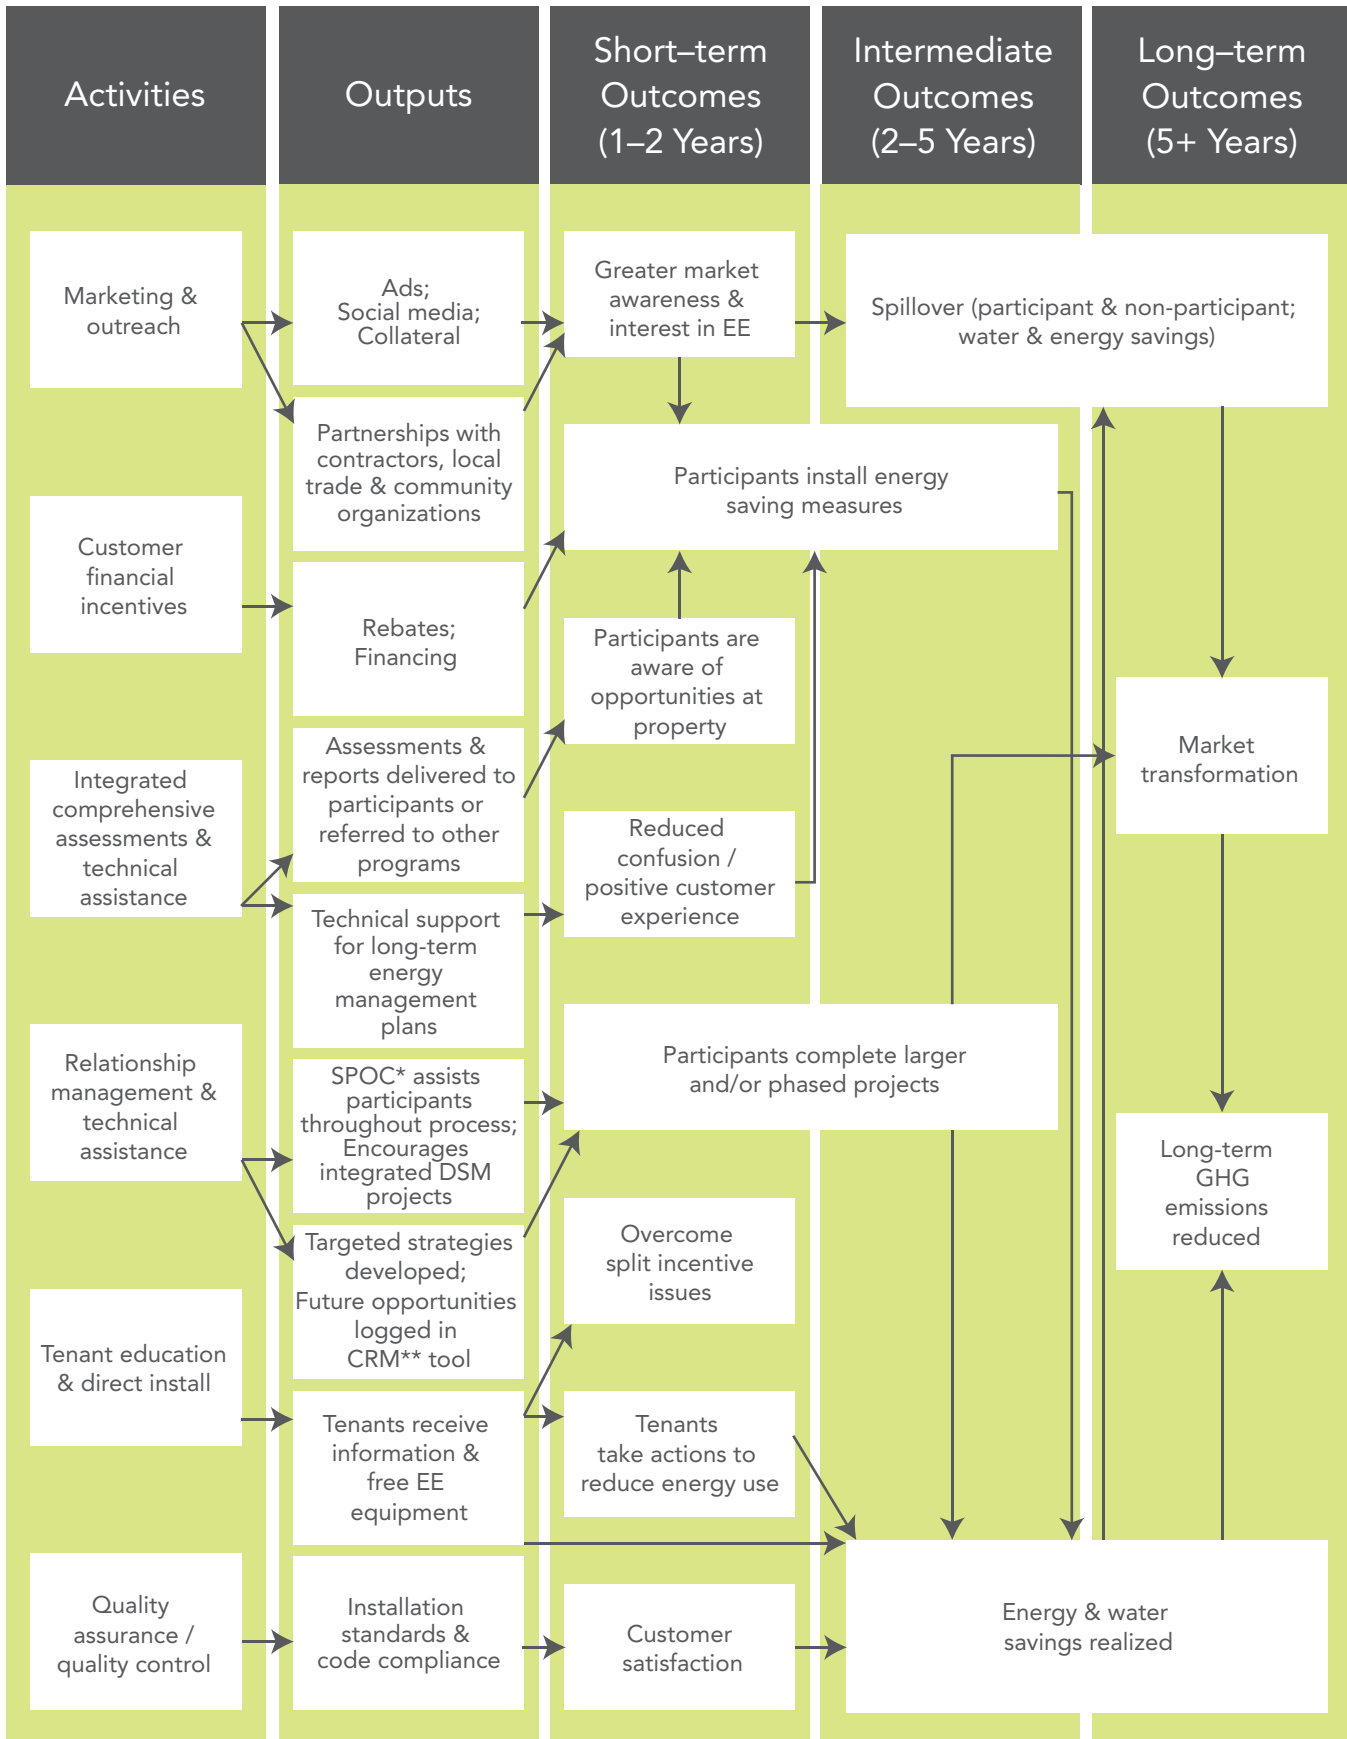 Activities
Outputs
Short–term
Outcomes
(1–2 Years)
Intermediate
Outcomes
(2–5 Years)
Long–term
Outcomes
(5+ Years)
Marketing &
outreach
Customer
financial
incentives
Integrated
comprehensive
assessments &
technical
assistance
Relationship
management &
technical
assistance
Tenant education
& direct install
Quality
assurance /
quality control
Ads;
Social media;
Collateral
Partnerships with
contractors, local
trade & community
organizations
Rebates;
Financing
Assessments &
reports delivered to
participants or
referred to other
programs
Technical support
for long-term
energy
management
plans
SPOC* assists
participants
throughout process;
Encourages
integrated DSM
projects
Targeted strategies
developed;
Future opportunities
logged in
CRM** tool
Tenants receive
information &
free EE
equipment
Installation
standards &
code compliance
Greater market
awareness &
interest in EE
Participants install energy
saving measures
Participants are
aware of
opportunities at
property
Reduced
confusion /
positive customer
experience
Participants complete larger
and/or phased projects
Overcome
split incentive
issues
Tenants
take actions to
reduce energy use
Customer
satisfaction
Spillover (participant & non-participant;
water & energy savings)
Market
transformation
Long-term
GHG
emissions
reduced
Energy & water
savings realized